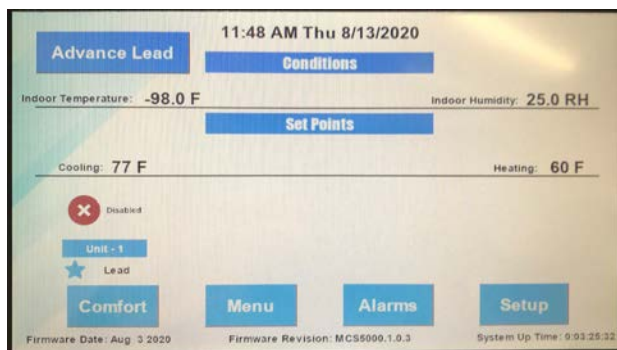 11:48 AM Thu 8/13/2020
Advance Lead
Conditions
Indoor Temperature: -98.0 F
Indoor Humidity: 25.0 RH
Set Points
Cooling: 77 F
Heating: 60 F
Disabled
Unit - 1
Lead
Comfort
Menu
Alarms
Setup
Firmware Date: Aug 3 2020
Firmware Revision: MCS5000.1.0.3
System Up Time: 0:03:25:32